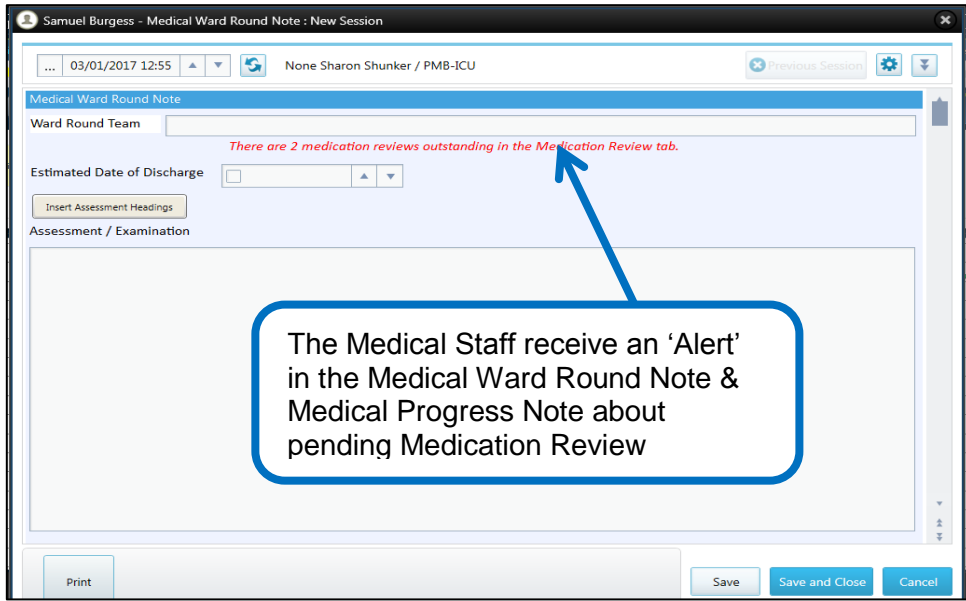 Samuel Burgess - Medical Ward Round Note : New Session
... 03/01/2017 12:55 None Sharon Shunker / PMB-ICU Previous Session
Medical Ward Round Note
Ward Round Team
There are 2 medication reviews outstanding in the Medication Review tab.
Estimated Date of Discharge
Insert Assessment Headings
Assessment / Examination
The Medical Staff receive an ‘Alert’
in the Medical Ward Round Note &
Medical Progress Note about
pending Medication Review
Print Save Save and Close Cancel